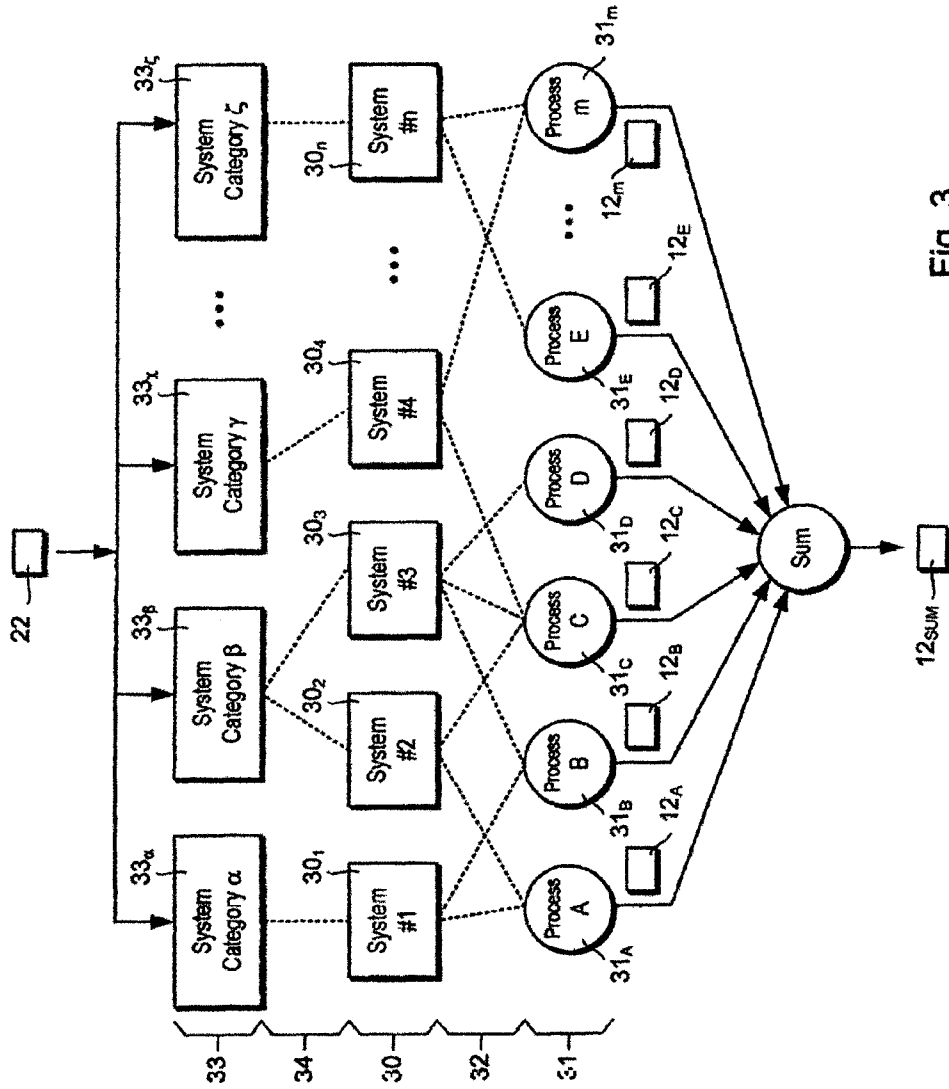 22
33α
33β
33χ
33ζ
System
Category α
System
Category β
System
Category γ
...
System
Category ζ
33
34
30₁
30₂
30₃
30₄
30ₙ
System
#1
System
#2
System
#3
System
#4
...
System
#n
30
32
Process
A
Process
B
Process
C
Process
D
Process
E
...
Process
m
31
31A
31B
31C
31D
31E
31m
12A
12B
12C
12D
12E
12m
Sum
12SUM
Fig. 3